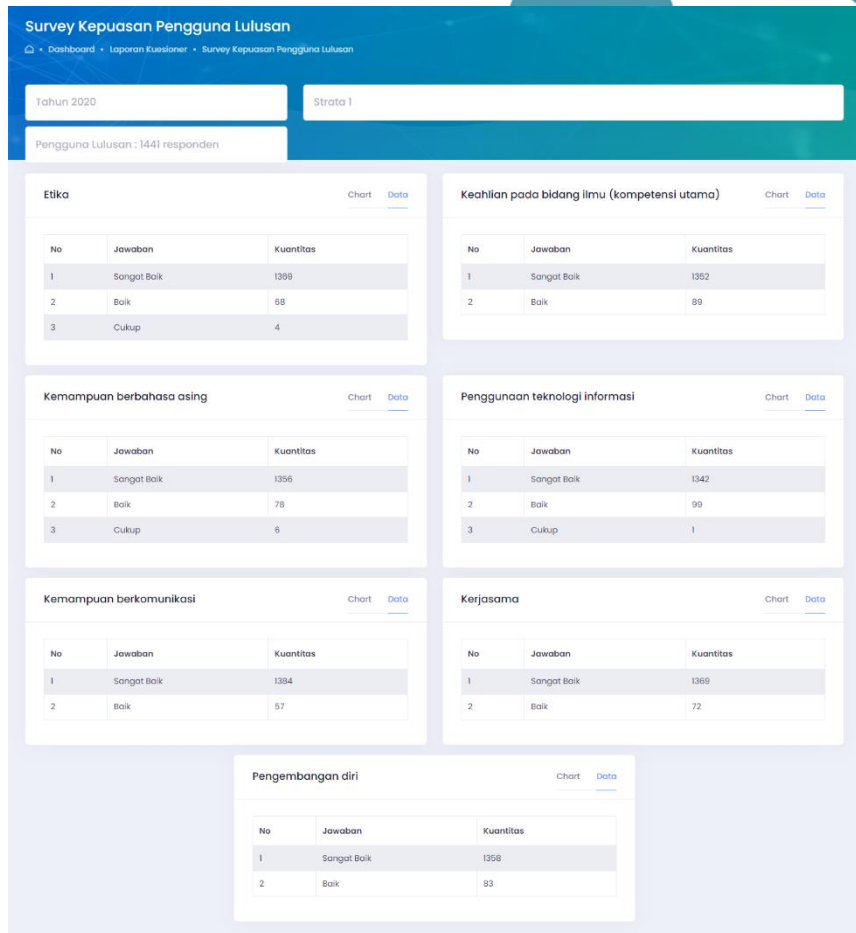 Survey Kepuasan Pengguna Lulusan
Dashboard • Laporan Kuesioner • Survey Kepuasan Pengguna Lulusan
Tahun 2020
Strata 1
Pengguna Lulusan : 1441 responden
Etika Chart Data
No Jawaban Kuantitas
1 Sangat Baik 1369
2 Baik 68
3 Cukup 4
Keahlian pada bidang ilmu (kompetensi utama) Chart Data
No Jawaban Kuantitas
1 Sangat Baik 1352
2 Baik 89
Kemampuan berbahasa asing Chart Data
No Jawaban Kuantitas
1 Sangat Baik 1356
2 Baik 78
3 Cukup 6
Penggunaan teknologi informasi Chart Data
No Jawaban Kuantitas
1 Sangat Baik 1342
2 Baik 99
3 Cukup 1
Kemampuan berkomunikasi Chart Data
No Jawaban Kuantitas
1 Sangat Baik 1384
2 Baik 57
Kerjasama Chart Data
No Jawaban Kuantitas
1 Sangat Baik 1369
2 Baik 72
Pengembangan diri Chart Data
No Jawaban Kuantitas
1 Sangat Baik 1358
2 Baik 83